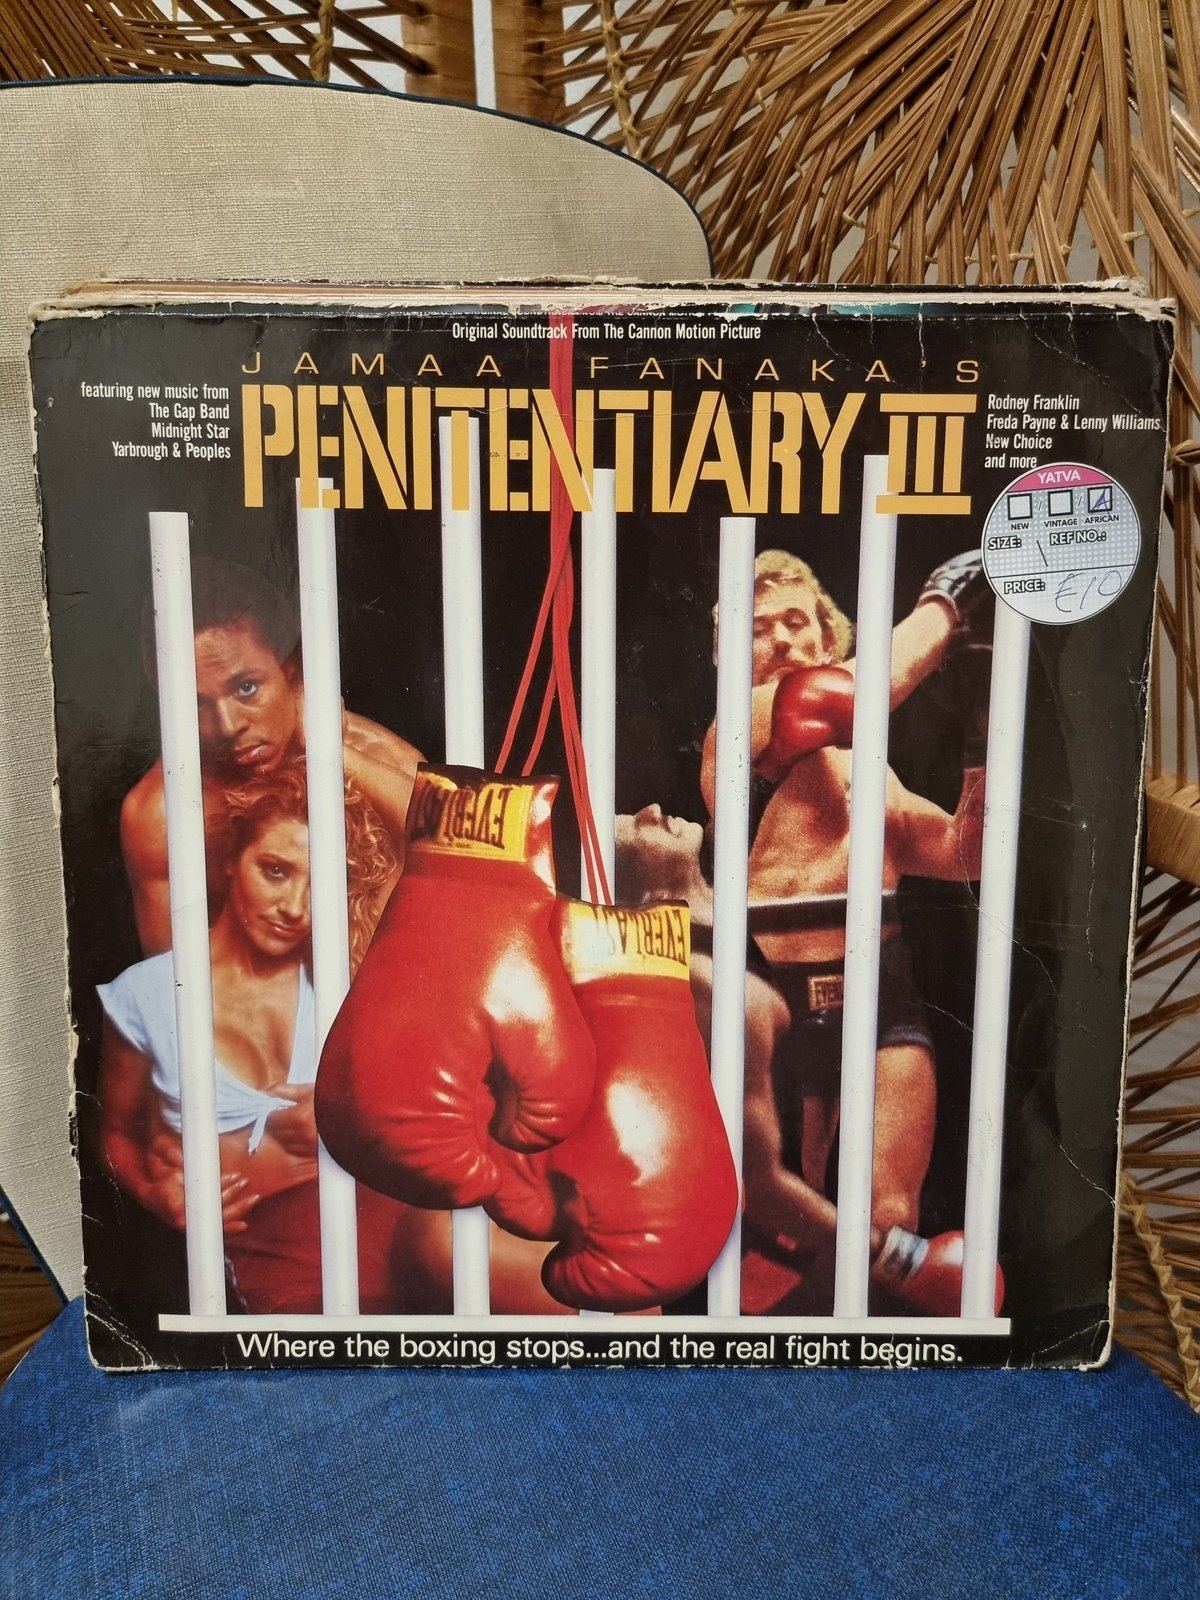 Original Soundtrack From The Cannon Motion Picture
JAMAA FANAKA'S
PENITENTIARY III
featuring new music from
The Gap Band
Midnight Star
Yarbrough & Peoples
Rodney Franklin
Freda Payne & Lenny Williams
New Choice
and more
YATVA
NEW / VINTAGE / AFRICAN
SIZE: \ REF NO.:
PRICE: £10
EVERLAST
EVERLAST
Where the boxing stops...and the real fight begins.